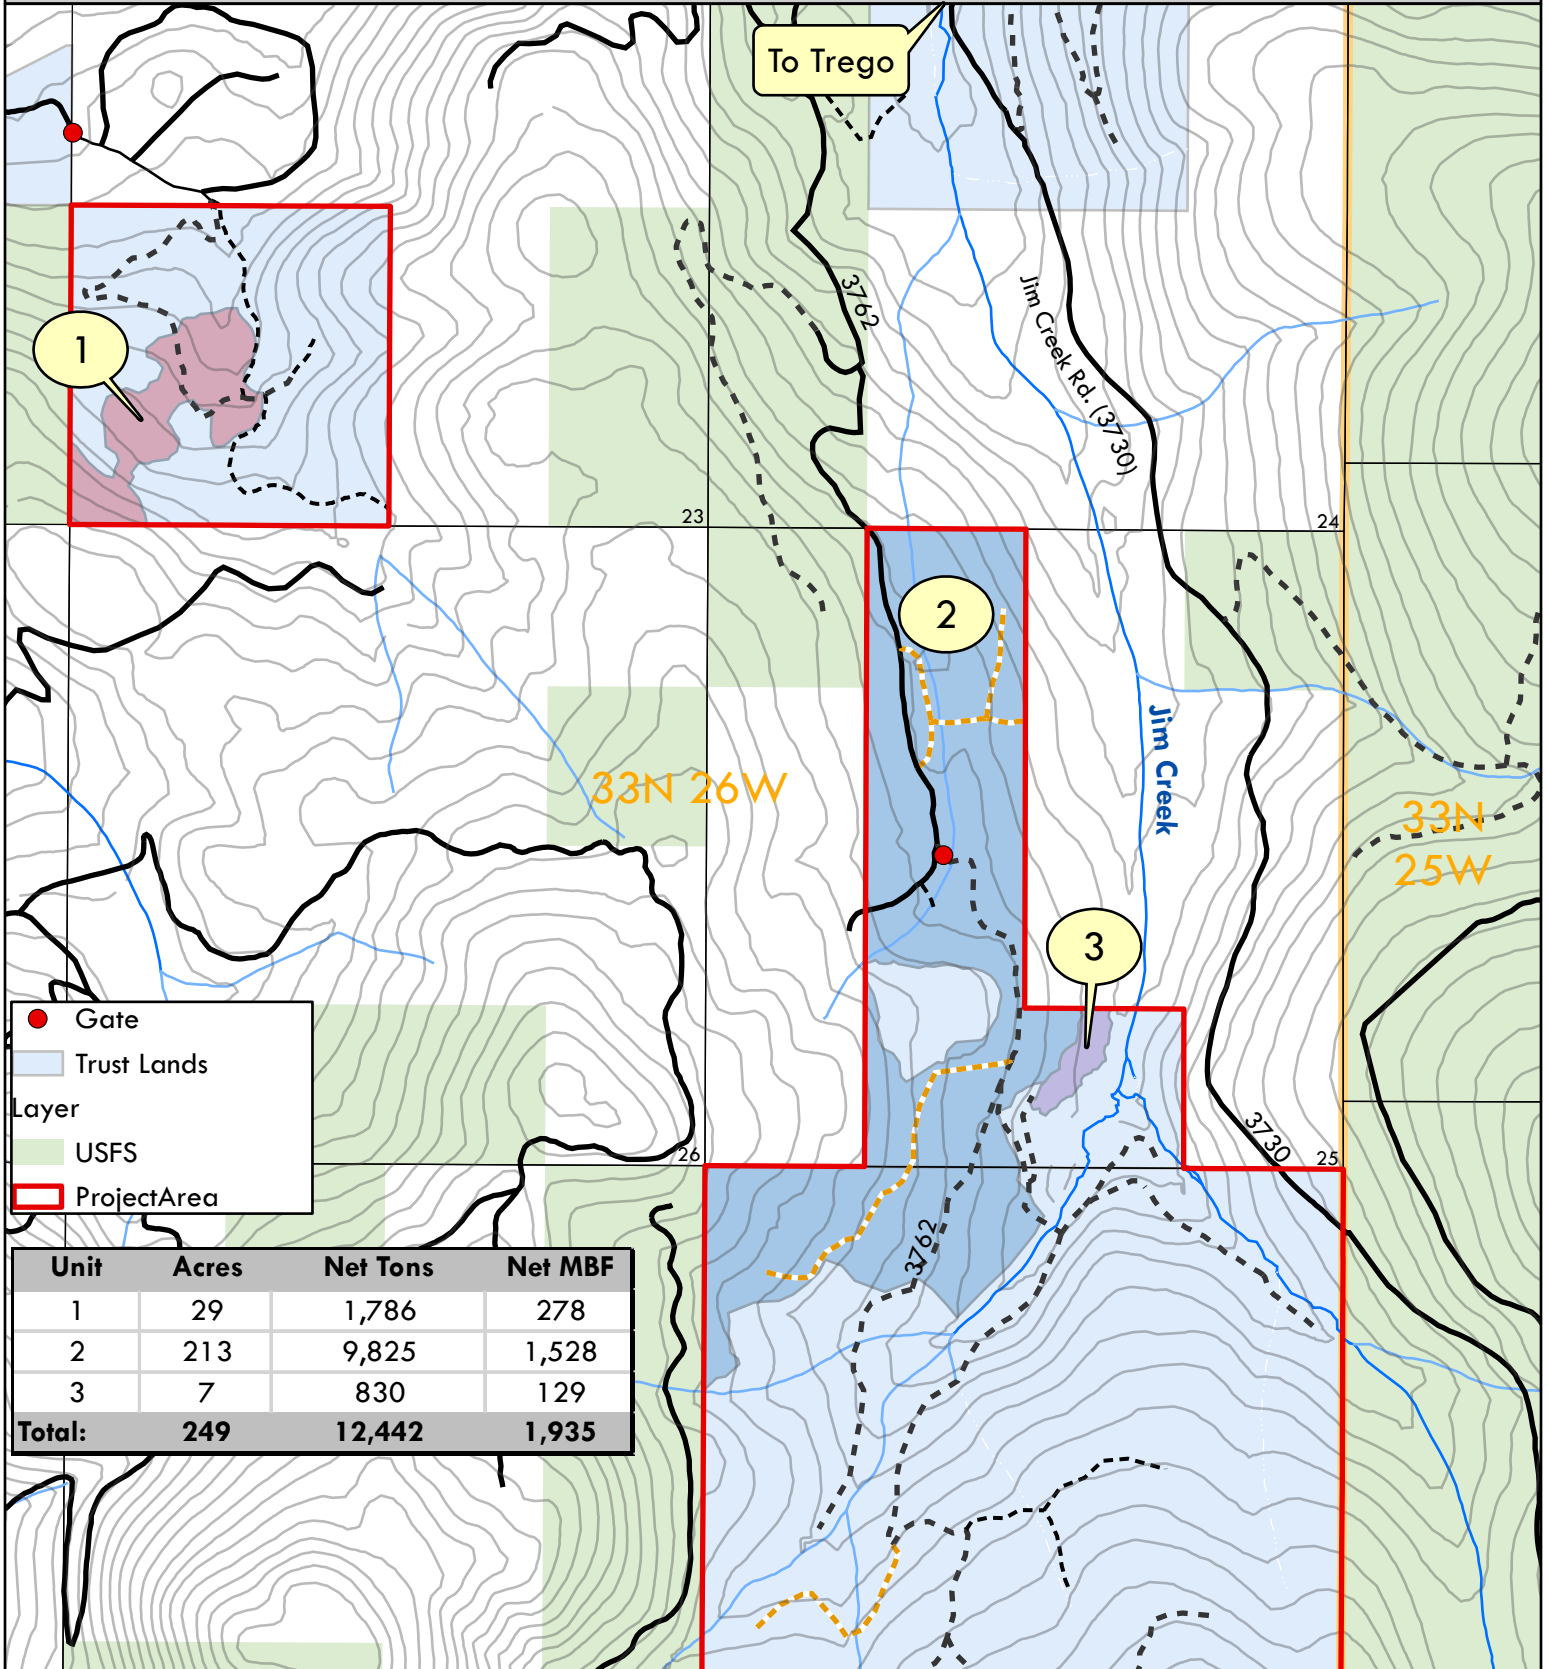 To Trego
3762
Jim Creek Rd. (3730)
1
23
24
2
Jim Creek
33N 26W
33N
25W
3
Gate
Trust Lands
Layer
USFS
ProjectArea
26
3730
25
3762
Unit Acres Net Tons Net MBF
1 29 1,786 278
2 213 9,825 1,528
3 7 830 129
Total: 249 12,442 1,935